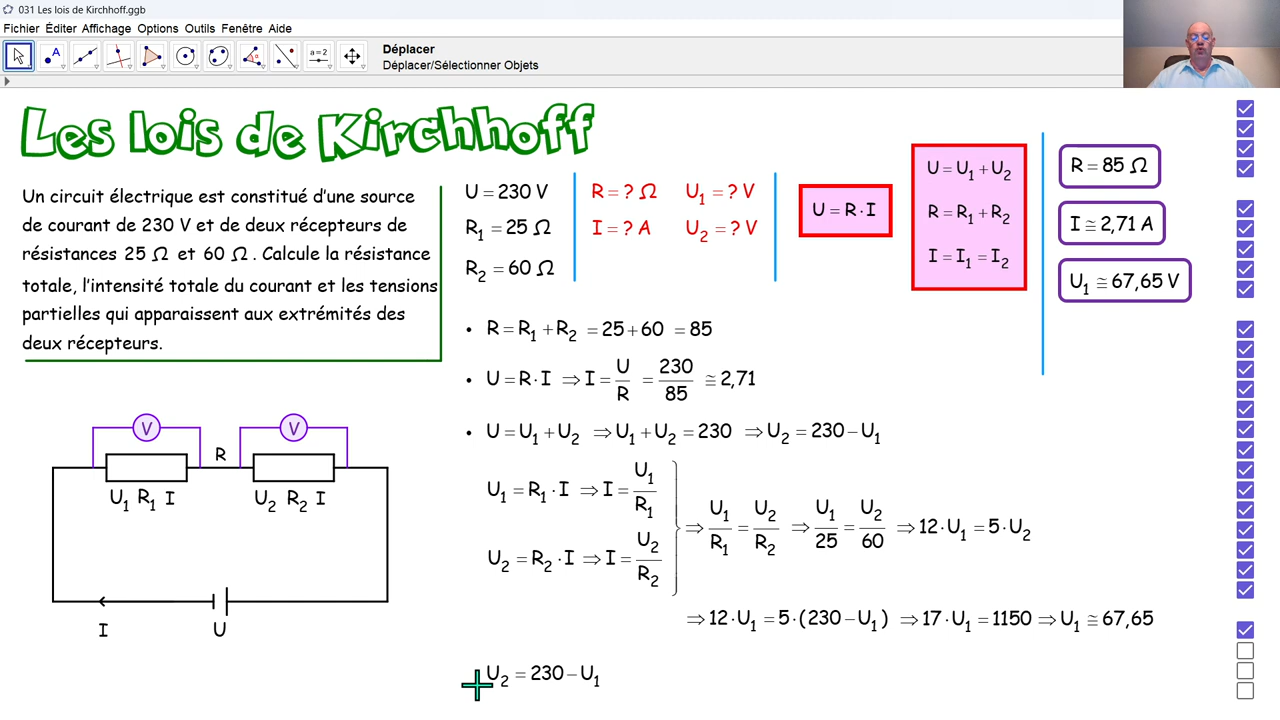 031 Les lois de Kirchhoff.ggb
Fichier Éditer Affichage Options Outils Fenêtre Aide
A
a=2
Déplacer
Déplacer/Sélectionner Objets
Les lois de Kirchhoff
Un circuit électrique est constitué d'une source
de courant de 230 V et de deux récepteurs de
résistances 25 Ω et 60 Ω. Calcule la résistance
totale, l'intensité totale du courant et les tensions
partielles qui apparaissent aux extrémités des
deux récepteurs.
U = 230 V
R₁ = 25 Ω
R₂ = 60 Ω
R = ? Ω U₁ = ? V
I = ? A U₂ = ? V
U = R · I
U = U₁ + U₂
R = R₁ + R₂
I = I₁ = I₂
R = 85 Ω
I ≅ 2,71 A
U₁ ≅ 67,65 V
• R = R₁ + R₂ = 25 + 60 = 85
• U = R · I ⇒ I = U/R = 230/85 ≅ 2,71
• U = U₁ + U₂ ⇒ U₁ + U₂ = 230 ⇒ U₂ = 230 − U₁
U₁ = R₁ · I ⇒ I = U₁/R₁
U₂ = R₂ · I ⇒ I = U₂/R₂
⇒ U₁/R₁ = U₂/R₂ ⇒ U₁/25 = U₂/60 ⇒ 12 · U₁ = 5 · U₂
⇒ 12 · U₁ = 5 · (230 − U₁) ⇒ 17 · U₁ = 1150 ⇒ U₁ ≅ 67,65
U₂ = 230 − U₁
V V
R
U₁ R₁ I U₂ R₂ I
I U